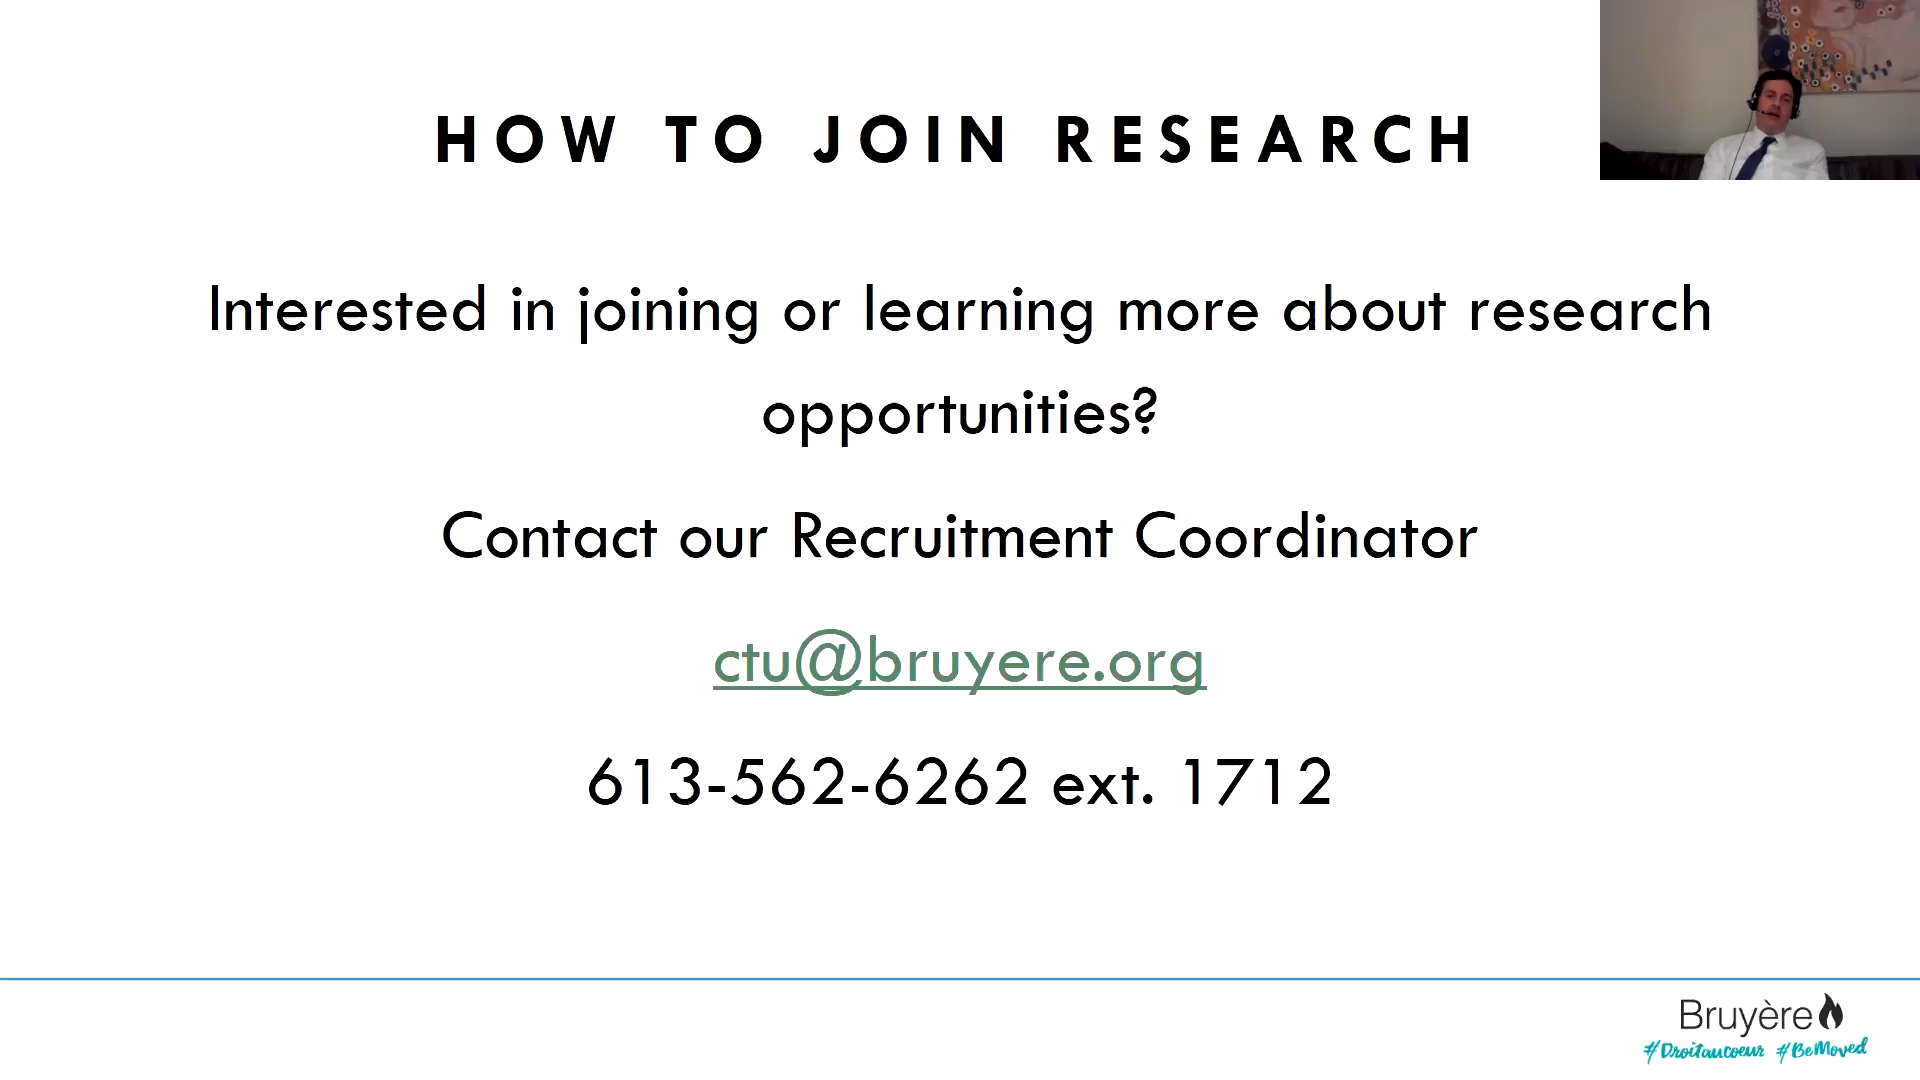 HOW TO JOIN RESEARCH
Interested in joining or learning more about research
opportunities?
Contact our Recruitment Coordinator
ctu@bruyere.org
613-562-6262 ext. 1712
Bruyère
#Droitaucoeur #BeMoved